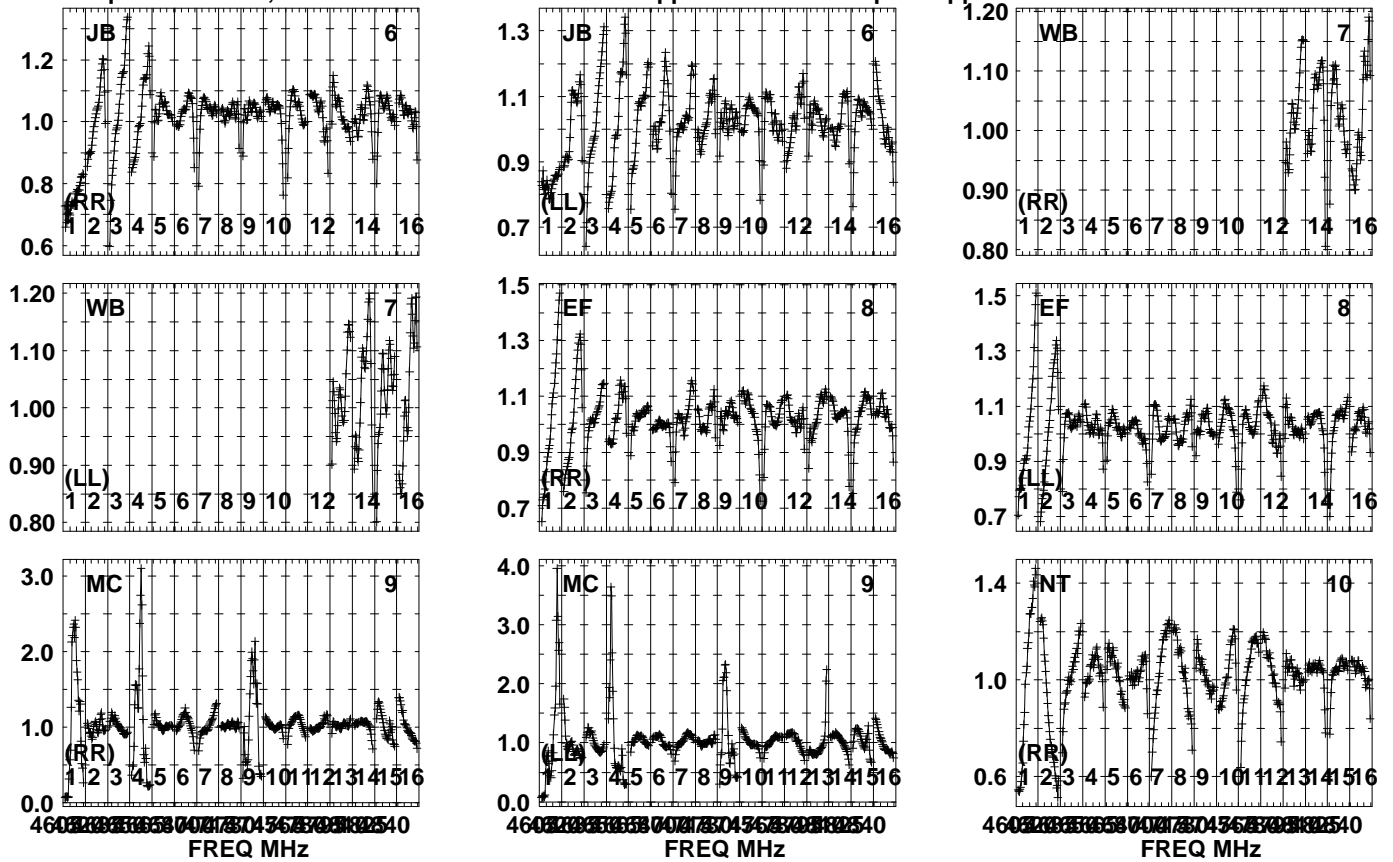 JB 6 JB 6 WB 7
1.2 1.0 0.8 0.6
1.3 1.1 0.9 0.7
1.20 1.10 1.00 0.90 0.80
(RR) (LL) (RR)
1 2 3 4 5 6 7 8 9 10 12 14 16
1 2 3 4 5 6 7 8 9 10 12 14 16
1 2 3 4 5 6 7 8 9 10 12 14 16
WB 7 EF 8 EF 8
1.20 1.10 1.00 0.90 0.80
1.5 1.3 1.1 0.9 0.7
1.5 1.3 1.1 0.9 0.7
(LL) (RR) (LL)
1 2 3 4 5 6 7 8 9 10 12 14 16
1 2 3 4 5 6 7 8 9 10 12 14 16
1 2 3 4 5 6 7 8 9 10 12 14 16
MC 9 MC 9 NT 10
3.0 2.0 1.0 0.0
4.0 3.0 2.0 1.0 0.0
1.4 1.0 0.6
(RR) (LL) (RR)
1 2 3 4 5 6 7 8 9 10 11 12 13 14 15 16
1 2 3 4 5 6 7 8 9 10 11 12 13 14 15 16
1 2 3 4 5 6 7 8 9 10 11 12 13 14 15 16
FREQ MHz FREQ MHz FREQ MHz